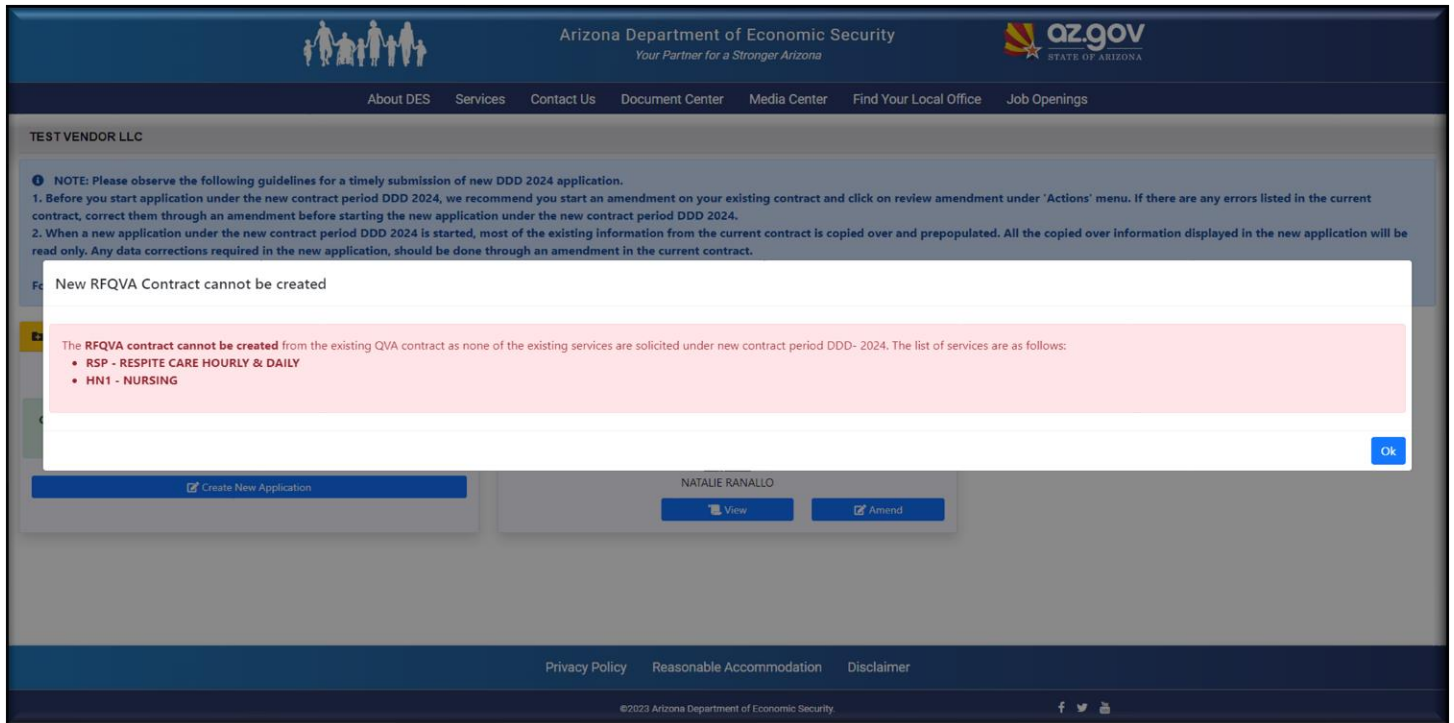 Arizona Department of Economic Security
Your Partner for a Stronger Arizona
az.gov
STATE OF ARIZONA
About DES Services Contact Us Document Center Media Center Find Your Local Office Job Openings
TEST VENDOR LLC
NOTE: Please observe the following guidelines for a timely submission of new DDD 2024 application.
1. Before you start application under the new contract period DDD 2024, we recommend you start an amendment on your existing contract and click on review amendment under 'Actions' menu. If there are any errors listed in the current
contract, correct them through an amendment before starting the new application under the new contract period DDD 2024.
2. When a new application under the new contract period DDD 2024 is started, most of the existing information from the current contract is copied over and prepopulated. All the copied over information displayed in the new application will be
read only. Any data corrections required in the new application, should be done through an amendment in the current contract.
New RFQVA Contract cannot be created
The RFQVA contract cannot be created from the existing QVA contract as none of the existing services are solicited under new contract period DDD- 2024. The list of services are as follows:
• RSP - RESPITE CARE HOURLY & DAILY
• HN1 - NURSING
Ok
NATALIE RANALLO
Create New Application
View Amend
Privacy Policy Reasonable Accommodation Disclaimer
©2023 Arizona Department of Economic Security.